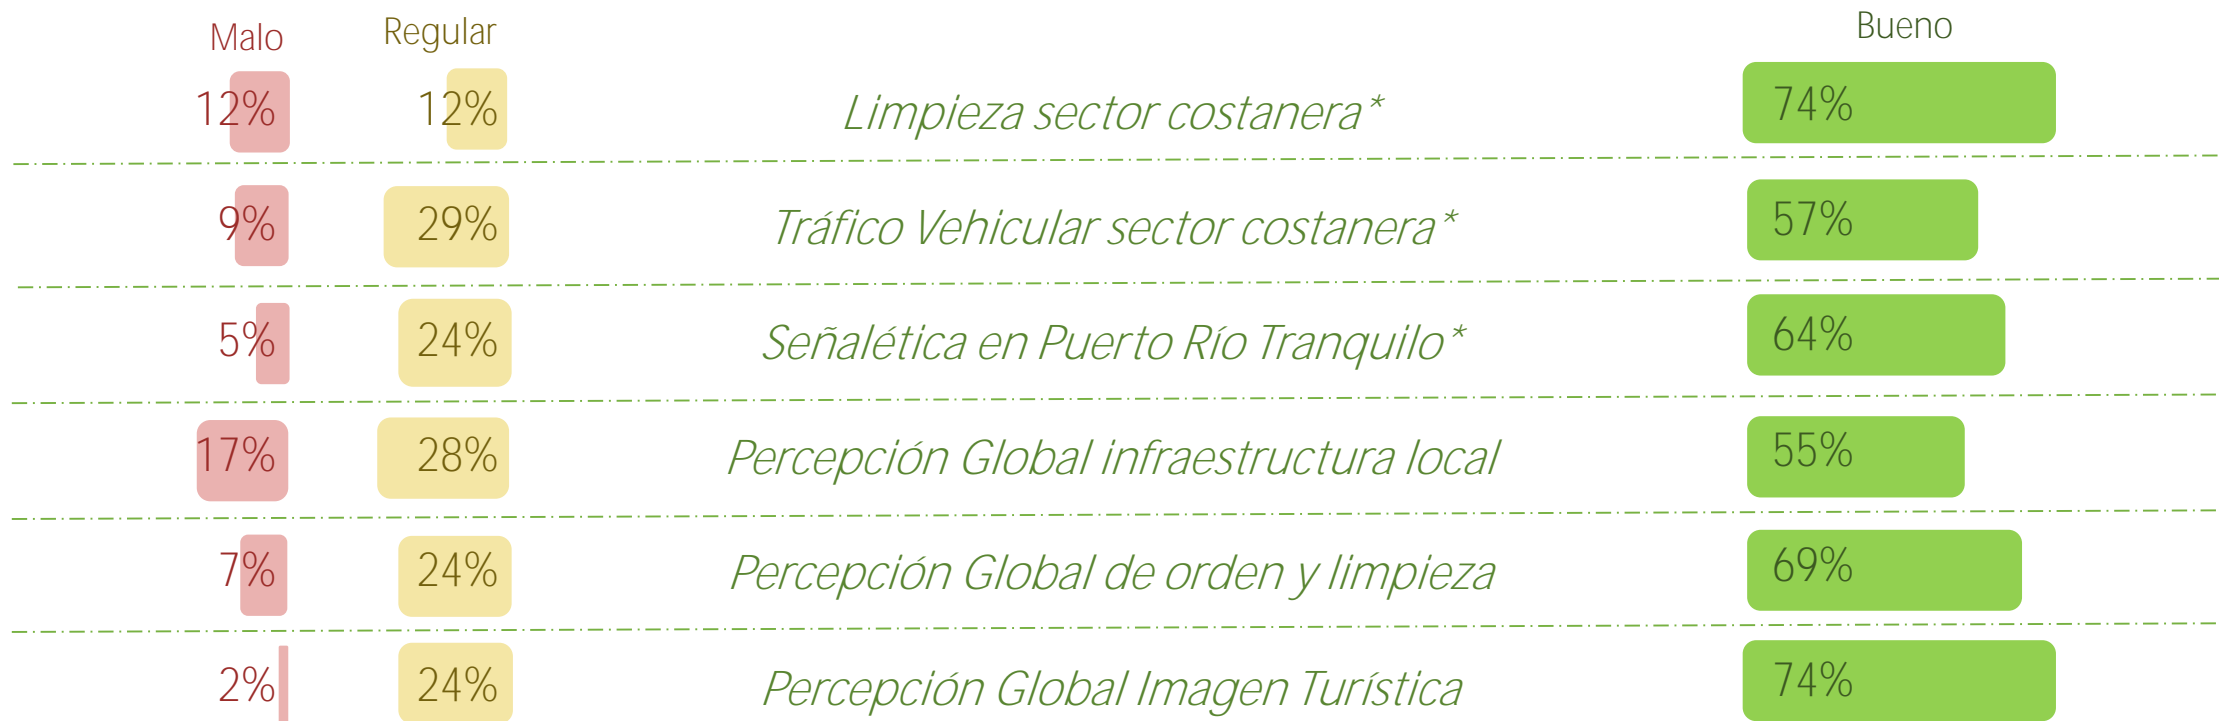 Malo Regular Bueno
12% 12% Limpieza sector costanera* 74%
9% 29% Tráfico Vehicular sector costanera* 57%
5% 24% Señalética en Puerto Río Tranquilo* 64%
17% 28% Percepción Global infraestructura local 55%
7% 24% Percepción Global de orden y limpieza 69%
2% 24% Percepción Global Imagen Turística 74%